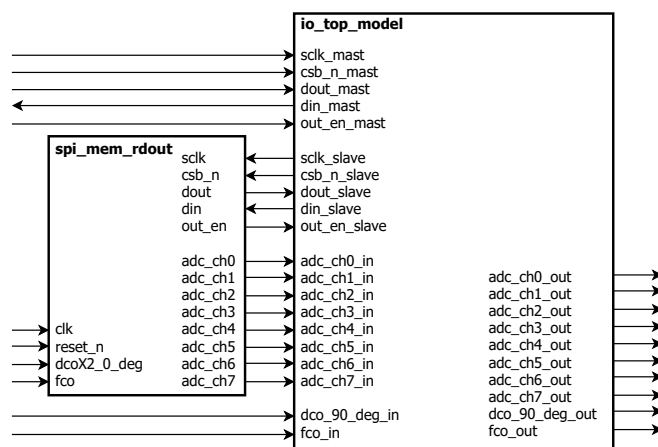 io_top_model
sclk_mast
csb_n_mast
dout_mast
din_mast
out_en_mast
spi_mem_rdout
sclk
csb_n
dout
din
out_en
adc_ch0
adc_ch1
adc_ch2
adc_ch3
adc_ch4
adc_ch5
adc_ch6
adc_ch7
clk
reset_n
dcoX2_0_deg
fco
sclk_slave
csb_n_slave
dout_slave
din_slave
out_en_slave
adc_ch0_in
adc_ch1_in
adc_ch2_in
adc_ch3_in
adc_ch4_in
adc_ch5_in
adc_ch6_in
adc_ch7_in
dco_90_deg_in
fco_in
adc_ch0_out
adc_ch1_out
adc_ch2_out
adc_ch3_out
adc_ch4_out
adc_ch5_out
adc_ch6_out
adc_ch7_out
dco_90_deg_out
fco_out